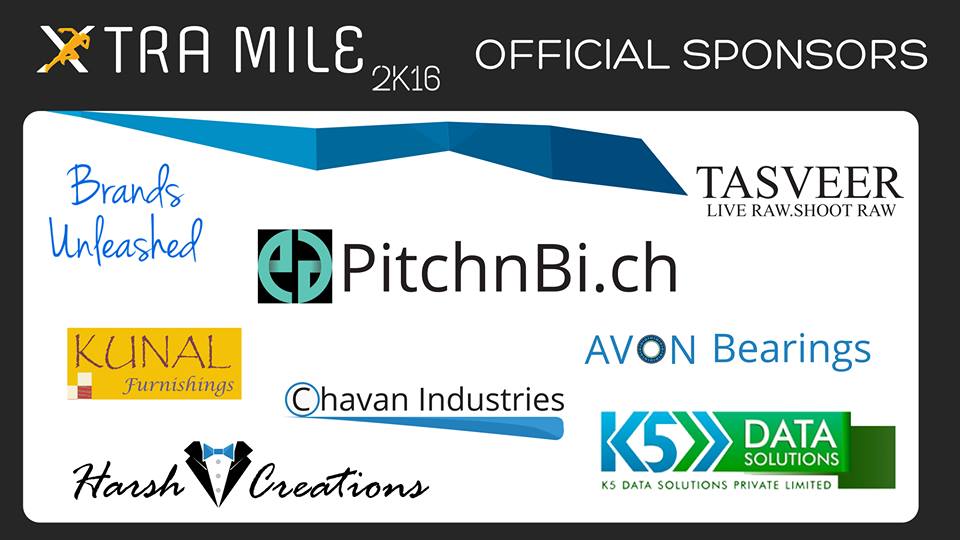 XTRA MILE 2K16
OFFICIAL SPONSORS
Brands
Unleashed
TASVEER
LIVE RAW.SHOOT RAW
PitchnBi.ch
KUNAL
Furnishings
AVON Bearings
Chavan Industries
K5 DATA
SOLUTIONS
K5 DATA SOLUTIONS PRIVATE LIMITED
Harsh Creations